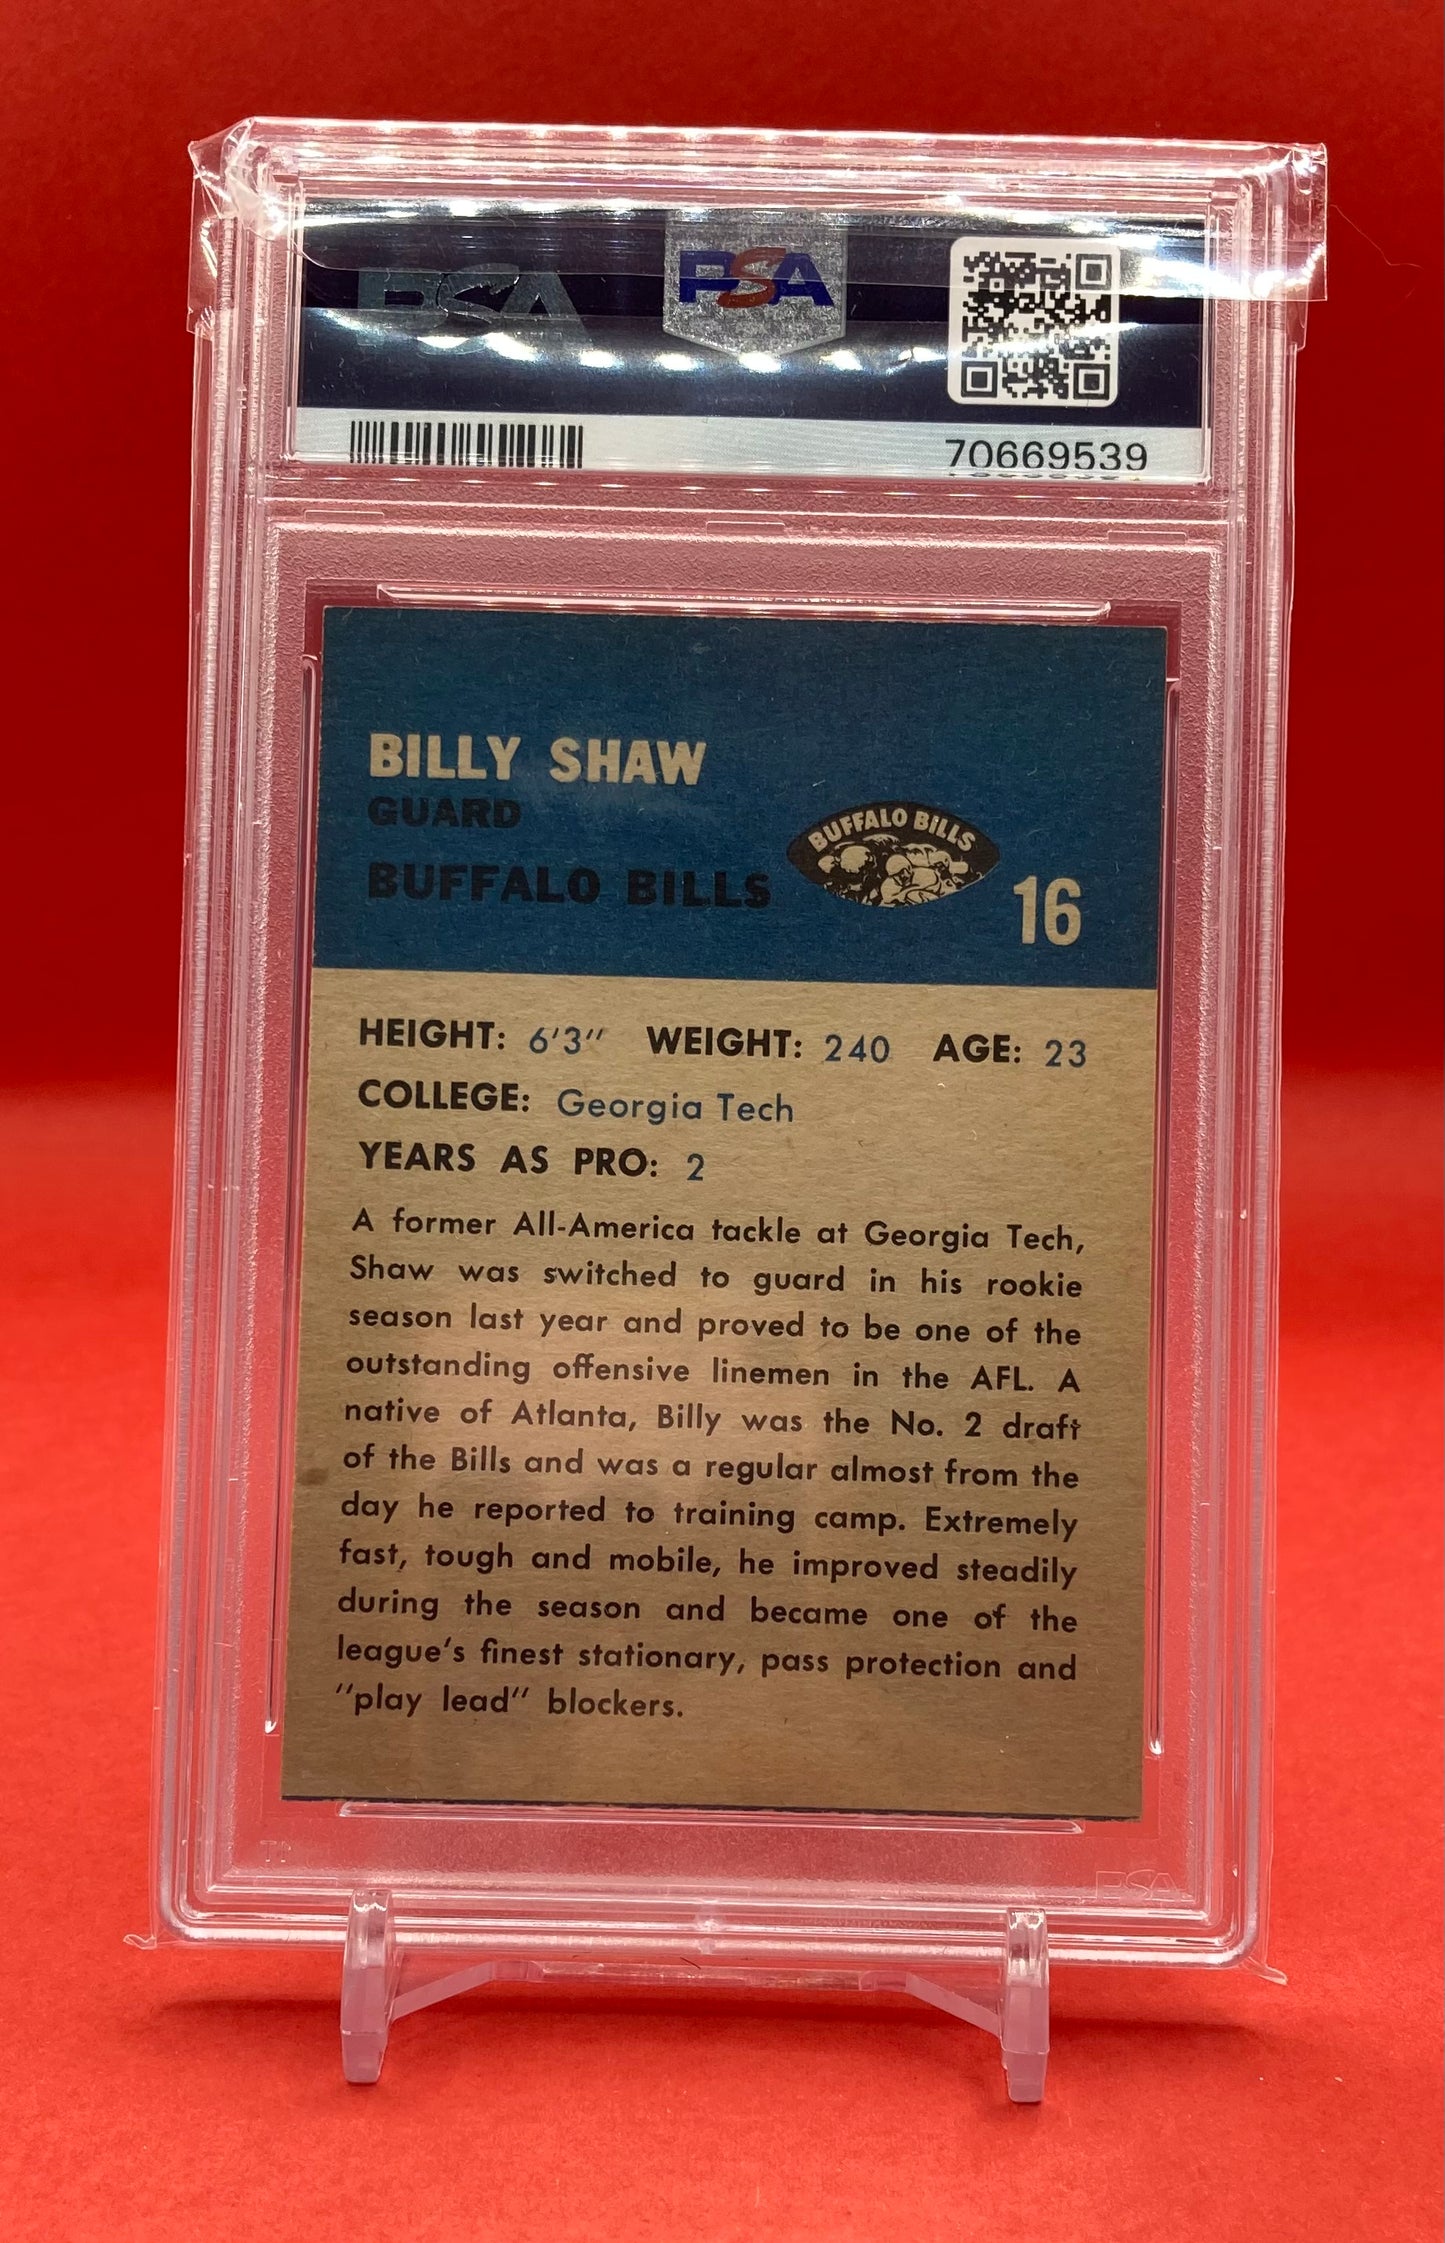 PSA
PSA
70669539
BILLY SHAW
GUARD
BUFFALO BILLS
BUFFALO BILLS
16
HEIGHT: 6'3" WEIGHT: 240 AGE: 23
COLLEGE: Georgia Tech
YEARS AS PRO: 2
A former All-America tackle at Georgia Tech,
Shaw was switched to guard in his rookie
season last year and proved to be one of the
outstanding offensive linemen in the AFL. A
native of Atlanta, Billy was the No. 2 draft
of the Bills and was a regular almost from the
day he reported to training camp. Extremely
fast, tough and mobile, he improved steadily
during the season and became one of the
league's finest stationary, pass protection and
"play lead" blockers.
PSA